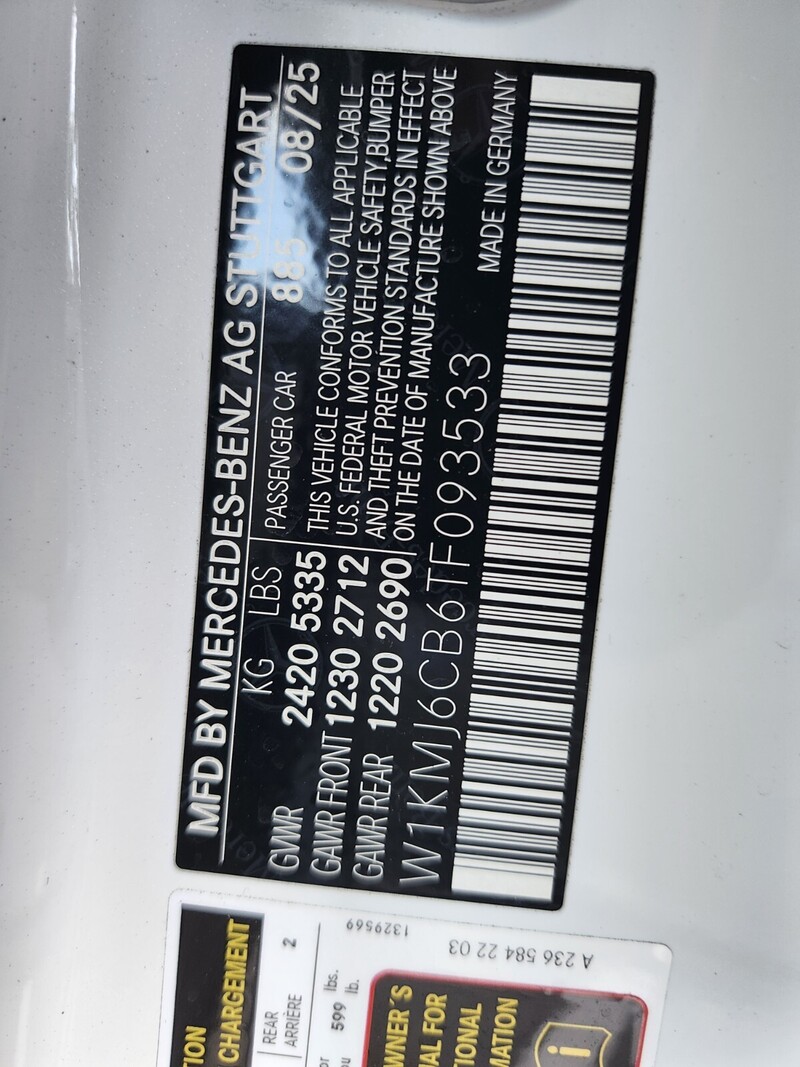 MFD BY MERCEDES-BENZ AG STUTTGART
KG LBS PASSENGER CAR 885 08/25
GVWR 2420 5335
GAWR FRONT 1230 2712
GAWR REAR 1220 2690
THIS VEHICLE CONFORMS TO ALL APPLICABLE
U.S. FEDERAL MOTOR VEHICLE SAFETY,BUMPER
AND THEFT PREVENTION STANDARDS IN EFFECT
ON THE DATE OF MANUFACTURE SHOWN ABOVE
W1KMJ6CB6TF093533
MADE IN GERMANY
CHARGEMENT
REAR 2
ARRIÈRE
599 lbs.
lb.
1329569
A 236 584 22 03